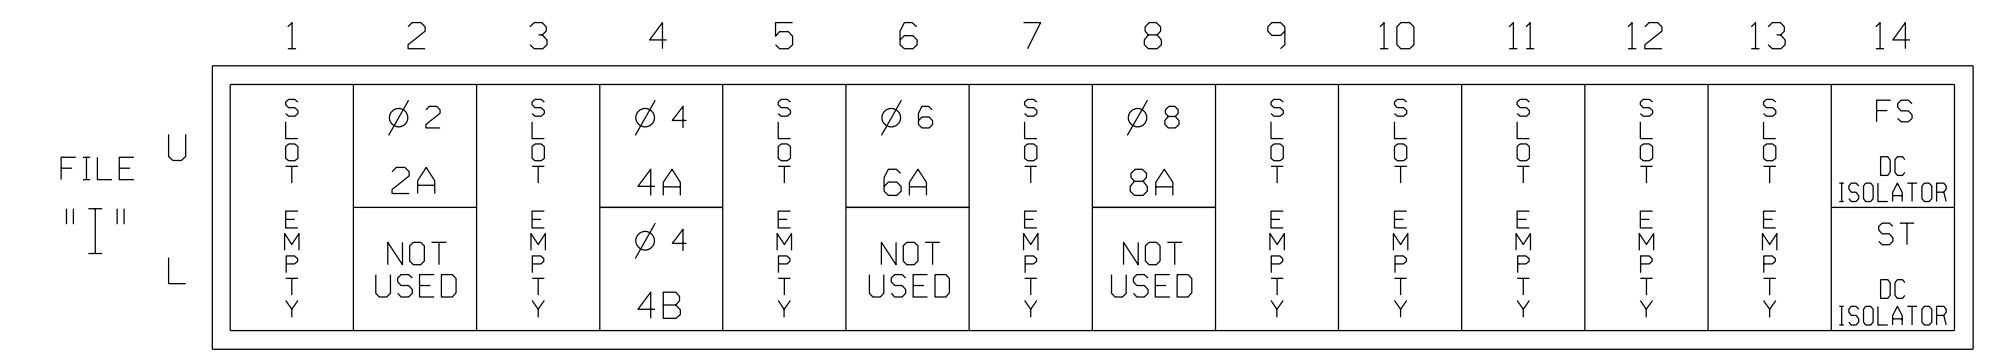 1 2 3 4 5 6 7 8 9 10 11 12 13 14
FILE
"I"
U
L
SLOT EMPTY
Ø 2
2A
NOT
USED
SLOT EMPTY
Ø 4
4A
Ø 4
4B
SLOT EMPTY
Ø 6
6A
NOT
USED
SLOT EMPTY
Ø 8
8A
NOT
USED
SLOT EMPTY
SLOT EMPTY
SLOT EMPTY
SLOT EMPTY
SLOT EMPTY
FS
DC
ISOLATOR
ST
DC
ISOLATOR